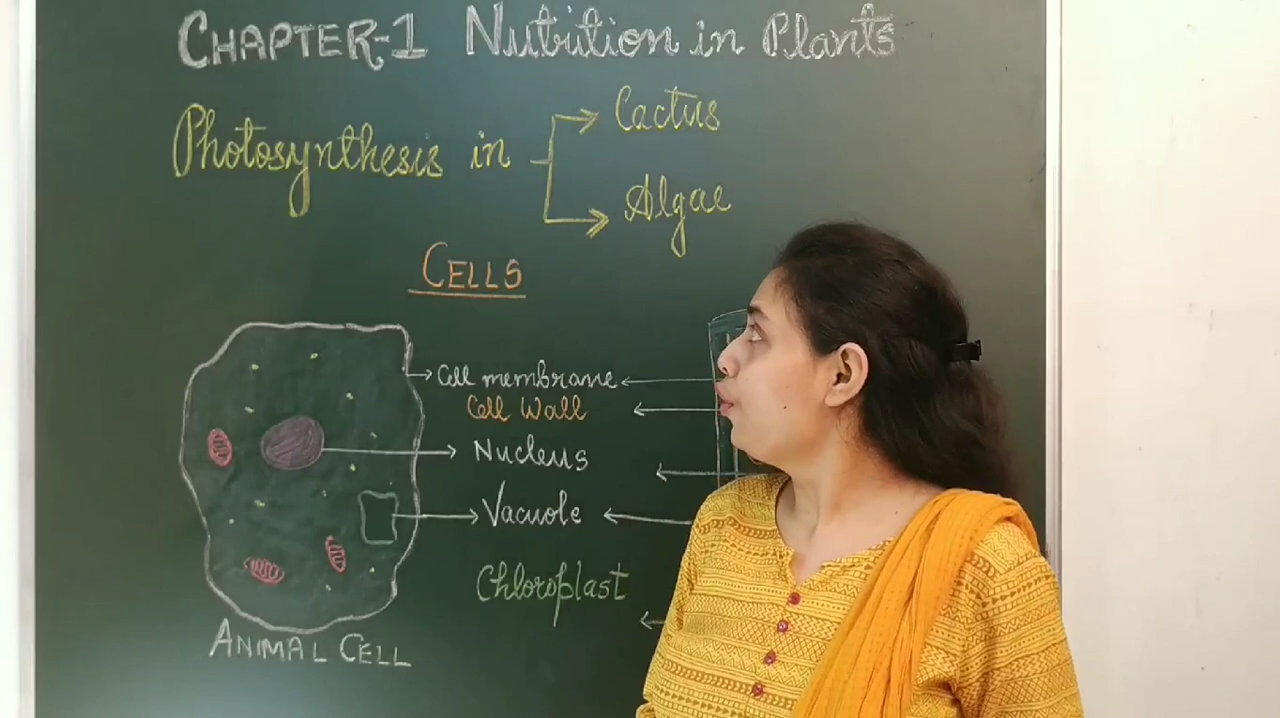 CHAPTER-1 Nutrition in Plants
Photosynthesis in
Cactus
Algae
CELLS
Cell membrane
Cell Wall
Nucleus
Vacuole
Chloroplast
ANIMAL CELL